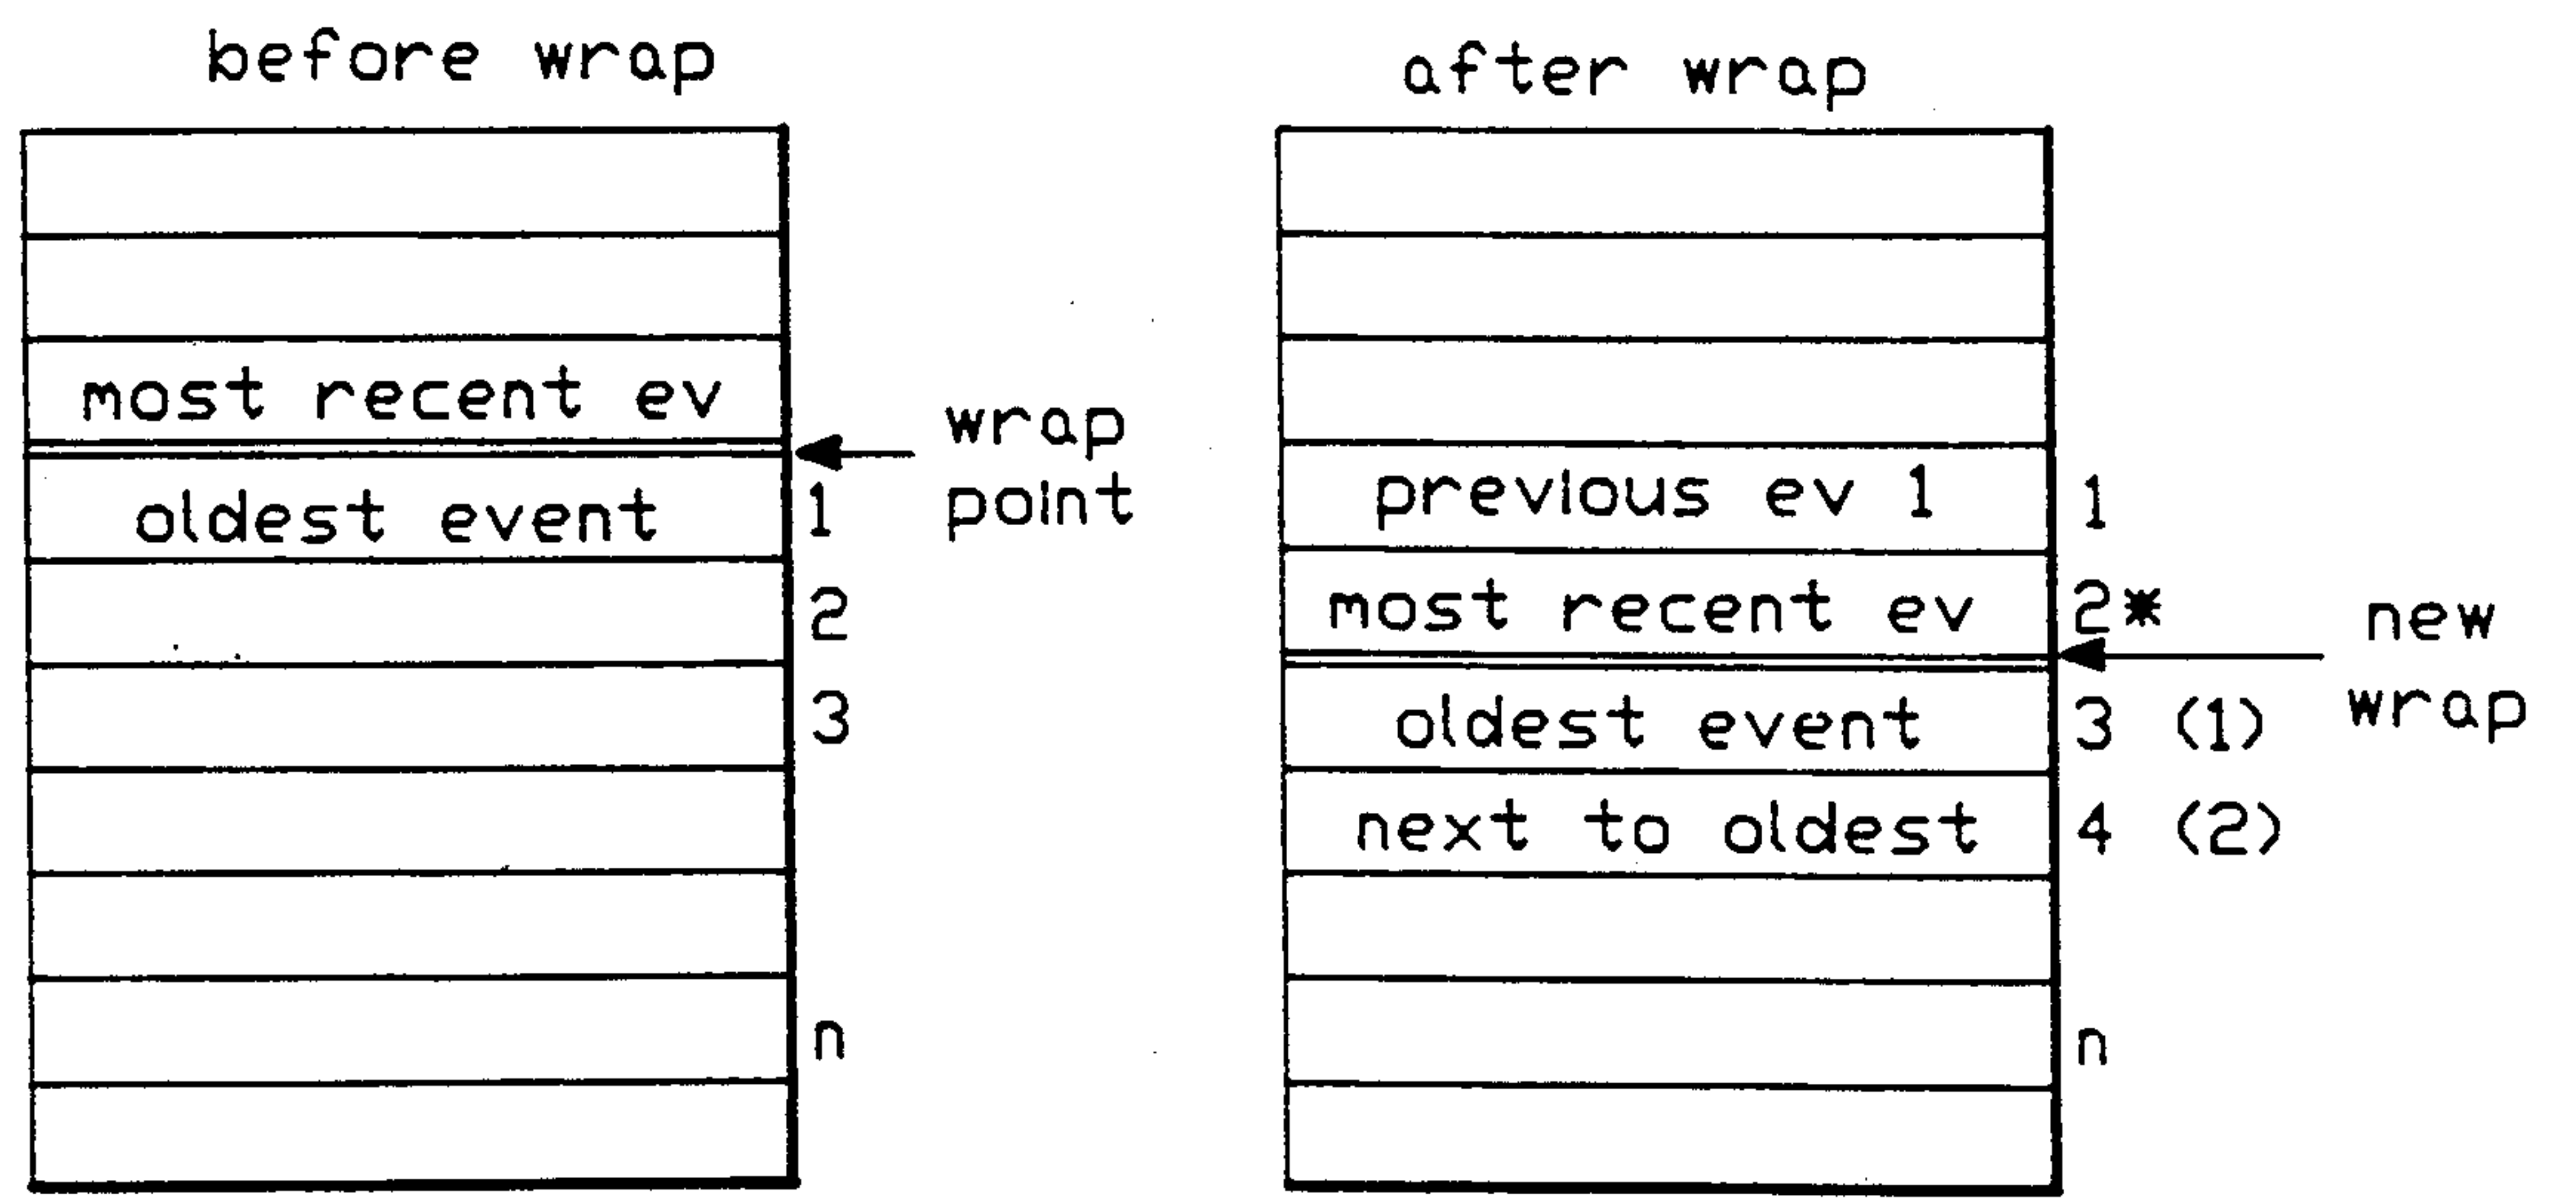 before wrap
most recent ev
wrap
point
oldest event 1
2
3
n
after wrap
previous ev 1 1
most recent ev 2*
new
wrap
oldest event 3 (1)
next to oldest 4 (2)
n